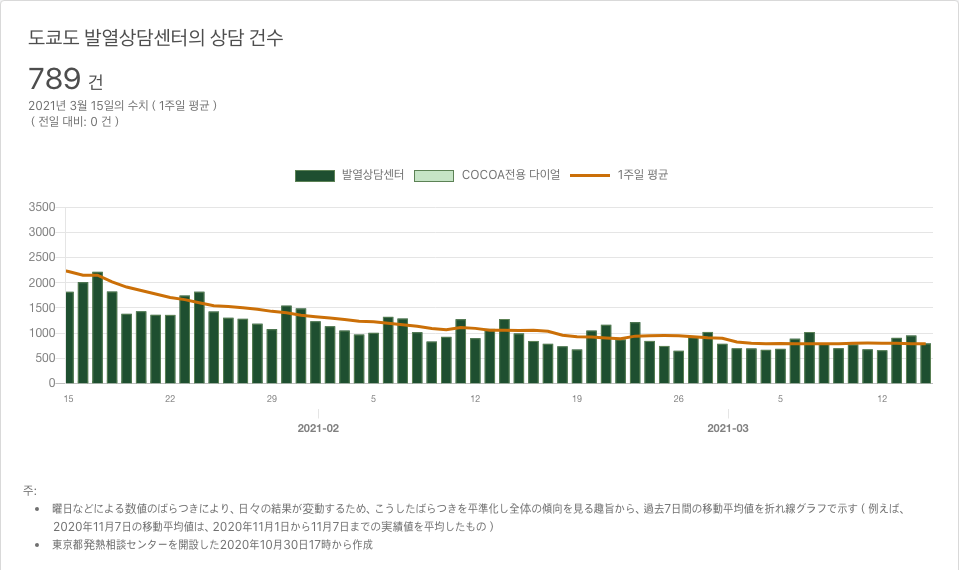 도쿄도 발열상담센터의 상담 건수
789 건
2021년 3월 15일의 수치 ( 1주일 평균 )
( 전일 대비: 0 건 )
발열상담센터 COCOA전용 다이얼 1주일 평균
3500
3000
2500
2000
1500
1000
500
0
15 22 29 5 12 19 26 5 12
2021-02 2021-03
주:
• 曜日などによる数値のばらつきにより、日々の結果が変動するため、こうしたばらつきを平準化し全体の傾向を見る趣旨から、過去7日間の移動平均値を折れ線グラフで示す ( 例えば、
2020年11月7日の移動平均値は、2020年11月1日から11月7日までの実績値を平均したもの )
• 東京都発熱相談センターを開設した2020年10月30日17時から作成